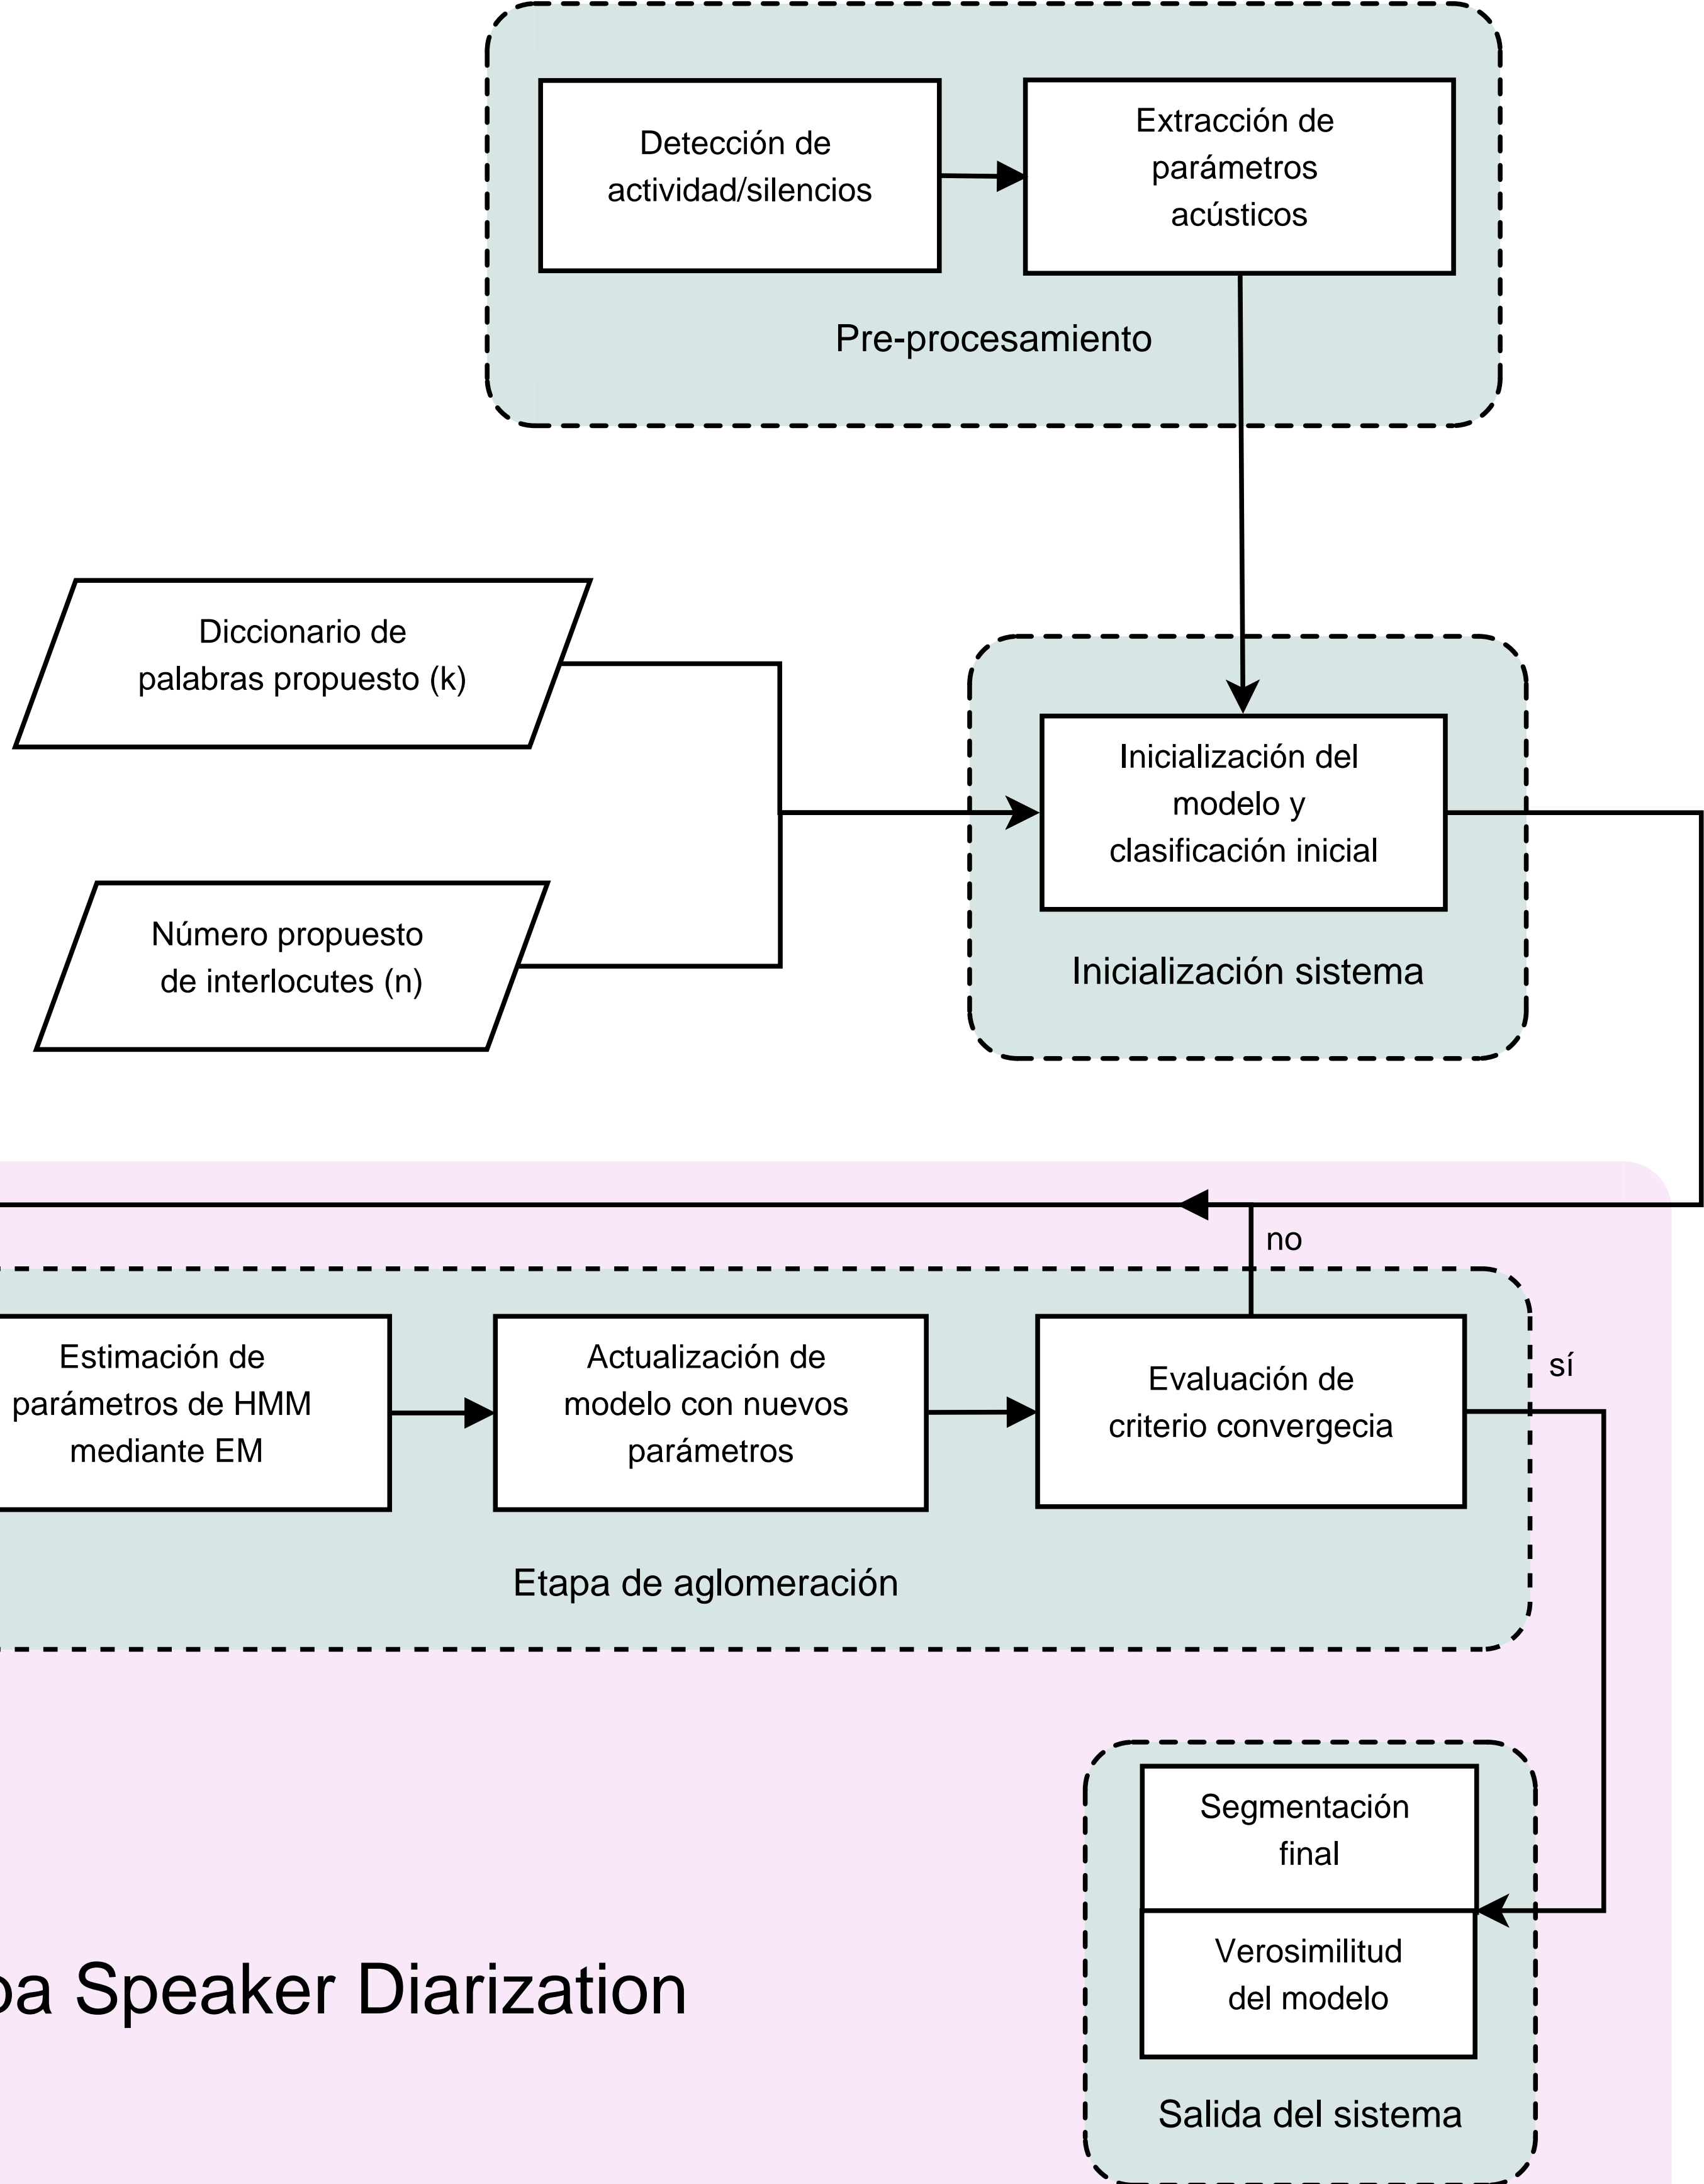 Detección de
actividad/silencios
Extracción de
parámetros
acústicos
Pre-procesamiento
Diccionario de
palabras propuesto (k)
Número propuesto
de interlocutes (n)
Inicialización del
modelo y
clasificación inicial
Inicialización sistema
no
sí
Estimación de
parámetros de HMM
mediante EM
Actualización de
modelo con nuevos
parámetros
Evaluación de
criterio convergecia
Etapa de aglomeración
Segmentación
final
Verosimilitud
del modelo
Salida del sistema
Speaker Diarization